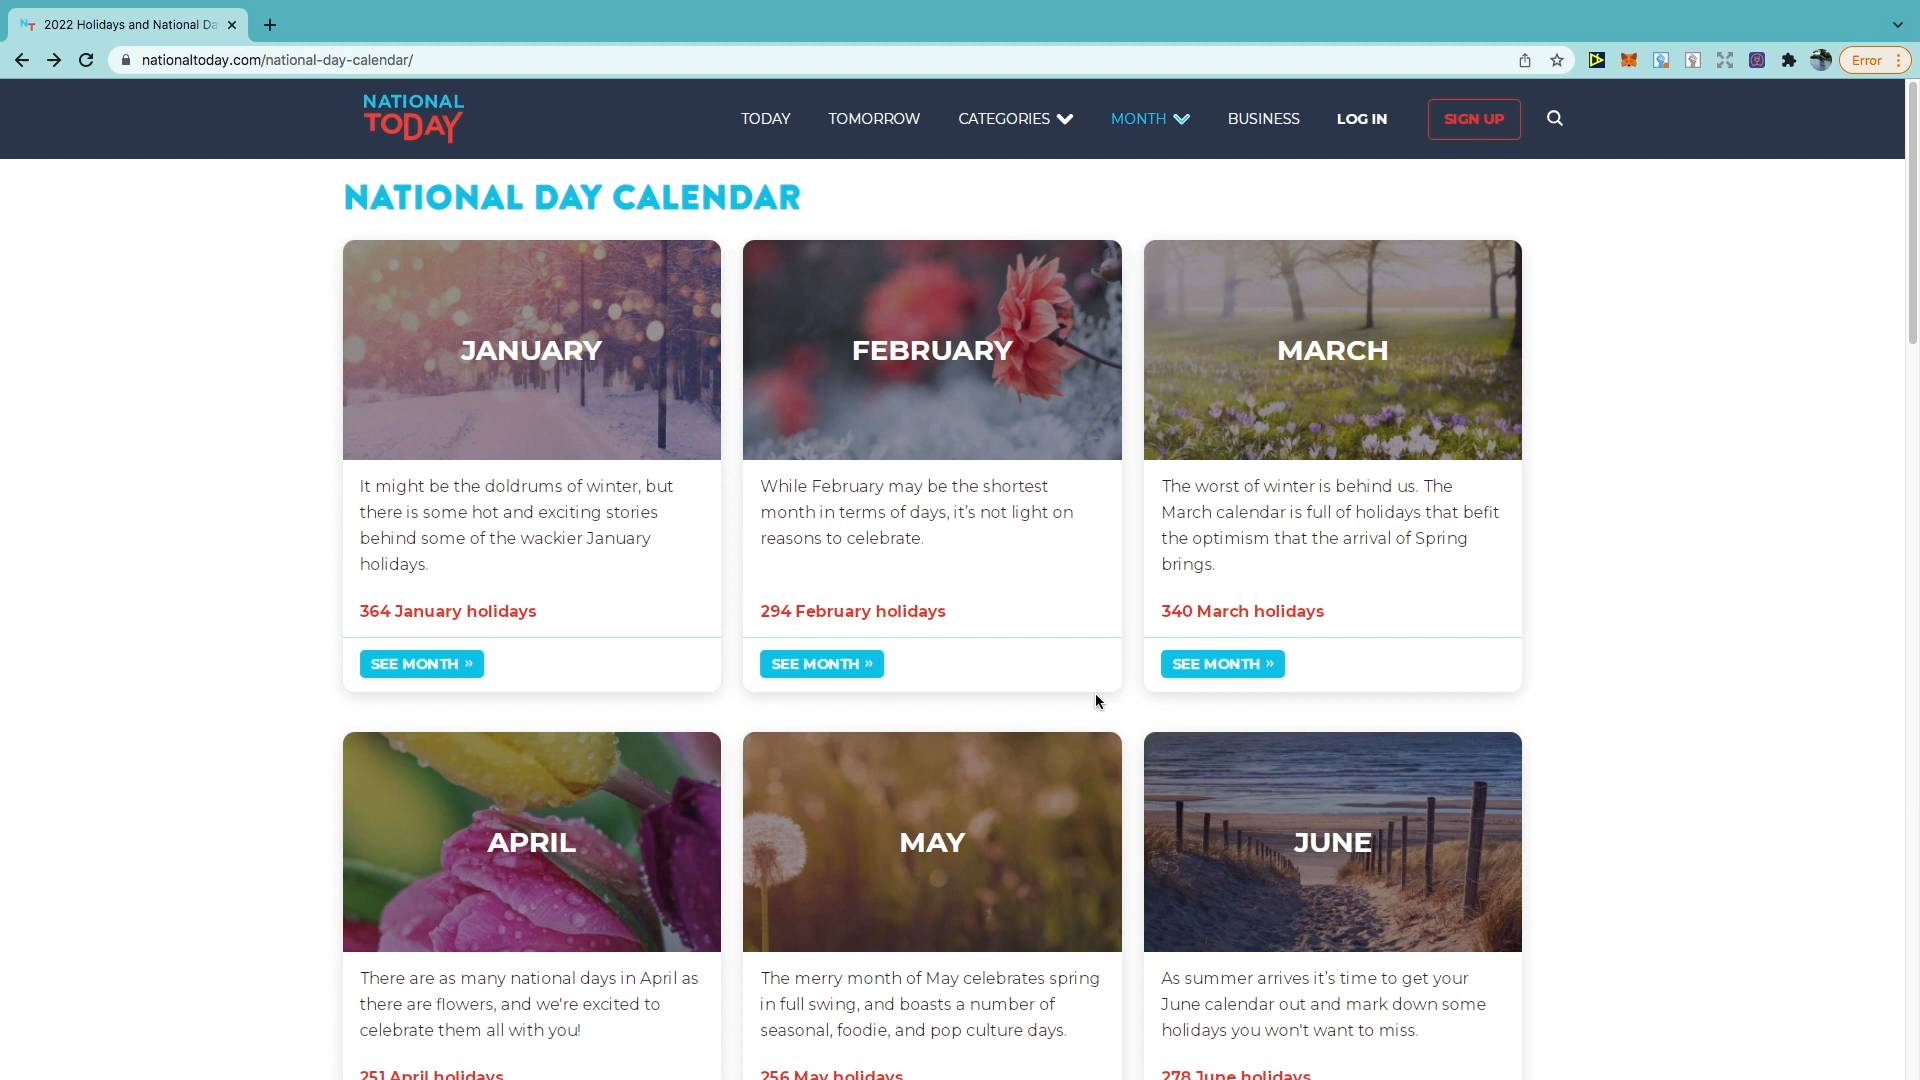 2022 Holidays and National Da
nationaltoday.com/national-day-calendar/
Error
NATIONAL
TODAY
TODAY
TOMORROW
CATEGORIES
MONTH
BUSINESS
LOG IN
SIGN UP
NATIONAL DAY CALENDAR
JANUARY
It might be the doldrums of winter, but
there is some hot and exciting stories
behind some of the wackier January
holidays.
364 January holidays
SEE MONTH »
FEBRUARY
While February may be the shortest
month in terms of days, it’s not light on
reasons to celebrate.
294 February holidays
SEE MONTH »
MARCH
The worst of winter is behind us. The
March calendar is full of holidays that befit
the optimism that the arrival of Spring
brings.
340 March holidays
SEE MONTH »
APRIL
There are as many national days in April as
there are flowers, and we're excited to
celebrate them all with you!
251 April holidays
MAY
The merry month of May celebrates spring
in full swing, and boasts a number of
seasonal, foodie, and pop culture days.
256 May holidays
JUNE
As summer arrives it’s time to get your
June calendar out and mark down some
holidays you won't want to miss.
278 June holidays